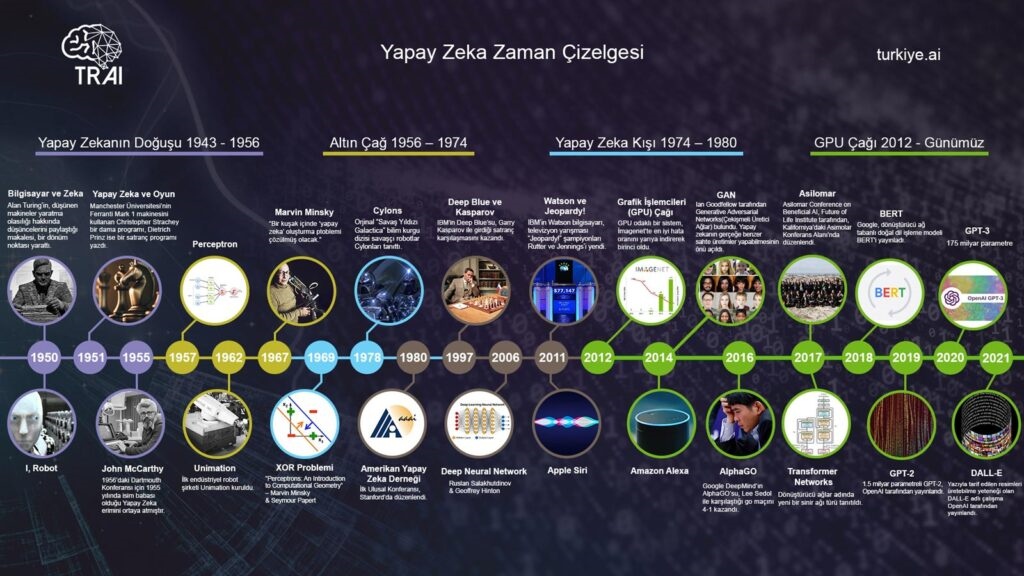 TRAI
Yapay Zeka Zaman Çizelgesi
turkiye.ai
Yapay Zekanın Doğuşu 1943 - 1956
Altın Çağ 1956 – 1974
Yapay Zeka Kışı 1974 – 1980
GPU Çağı 2012 - Günümüz
Bilgisayar ve Zeka
Alan Turing'in, düşünen
makineler yaratma
olasılığı hakkında
düşüncelerini paylaştığı
makalesi, bir dönüm
noktası yarattı.
Yapay Zeka ve Oyun
Manchester Üniversitesi'nin
Ferranti Mark 1 makinesini
kullanan Christopher Strachey
bir dama programı, Dietrich
Prinz ise bir satranç programı
yazdı.
Perceptron
Marvin Minsky
"Bir kuşak içinde 'yapay
zeka' oluşturma problemi
çözülmüş olacak."
Cylons
Orjinal "Savaş Yıldızı
Galactica" bilim kurgu
dizisi savaşçı robotlar
Cylonları tanıttı.
Deep Blue ve
Kasparov
IBM'in Deep Blue'su, Garry
Kasparov ile girdiği satranç
karşılaşmasını kazandı.
Watson ve
Jeopardy!
IBM'in Watson bilgisayarı,
televizyon yarışması
"Jeopardy" şampiyonları
Rutter ve Jennings'i yendi.
Grafik İşlemcileri
(GPU) Çağı
GPU odaklı bir sistem,
Imagenet'te en iyi hata
oranını yarıya indirerek
birinci oldu.
GAN
Ian Goodfellow tarafından
Generative Adversarial
Networks(Çekişmeli Üretici
Ağlar) bulundu. Yapay
zekanın gerçeğe benzer
sahte üretimler yapabilmesinin
önü açıldı.
Asilomar
Asilomar Conference on
Beneficial AI, Future of
Life Institute tarafından,
Kaliforniya'daki Asilomar
Konferans Alanı'nda
düzenlendi.
BERT
Google, dönüştürücü ağ
tabanlı doğal dil işleme modeli
BERT'i yayınladı.
GPT-3
175 milyar parametre
$77,147
IMAGENET
BERT
OpenAI GPT-3
1950
1951
1955
1957
1962
1967
1969
1978
1980
1997
2006
2011
2012
2014
2016
2017
2018
2019
2020
2021
aaai
Deep Learning Neural Network
I, Robot
John McCarthy
1956'daki Dartmouth
Konferansı için 1955
yılında isim babası
olduğu Yapay Zeka
erimini ortaya atmıştır.
Unimation
İlk endüstriyel robot
şirketi Unimation kuruldu.
XOR Problemi
"Perceptrons: An Introduction
to Computational Geometry"
– Marvin Minsky
& Seymour Papert
Amerikan Yapay
Zeka Derneği
İlk Ulusal Konferansı,
Stanford'da düzenlendi.
Deep Neural Network
Rustan Salakhutdinov
& Geoffrey Hinton
Apple Siri
Amazon Alexa
AlphaGO
Google DeepMind'ın
AlphaGO'su, Lee Sedol
ile karşılaştığı go maçını
4-1 kazandı.
Transformer
Networks
Dönüştürücü ağlar adında
yeni bir sinir ağı türü tanıtıldı.
GPT-2
1.5 milyar parametreli GPT-2,
OpenAI tarafından yayınlandı.
DALL-E
Yazıyla tarif edilen resimleri
üretebilme yeteneği olan
DALL-E adlı çalışma
OpenAI tarafından
yayınlandı.